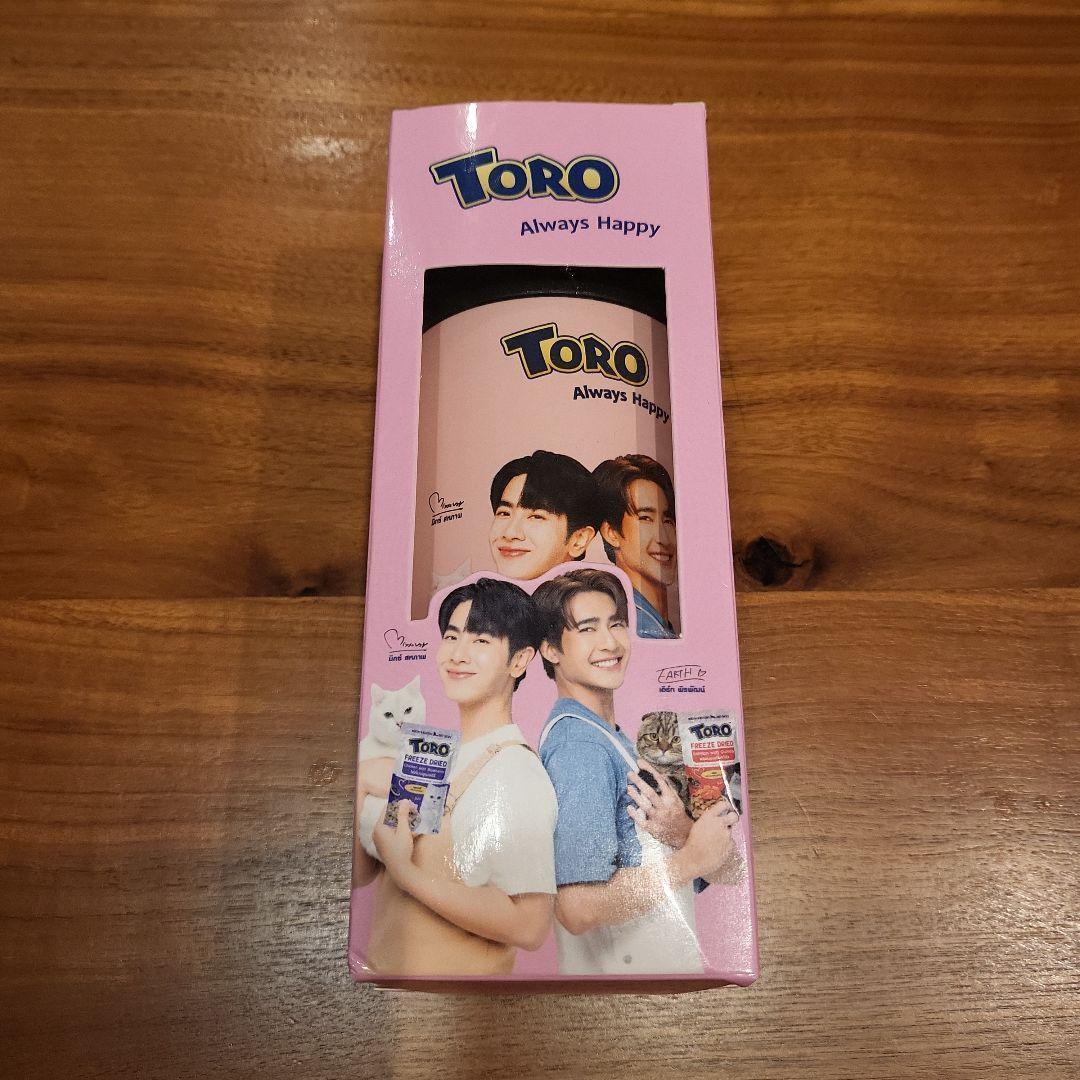 TORO
Always Happy
TORO
Always Happy
มิกซ์ สหภาพ
มิกซ์ สหภาพ
EARTH
เอิร์ท พิรพัฒน์
TORO
FREEZE DRIED
TORO
FREEZE DRIED